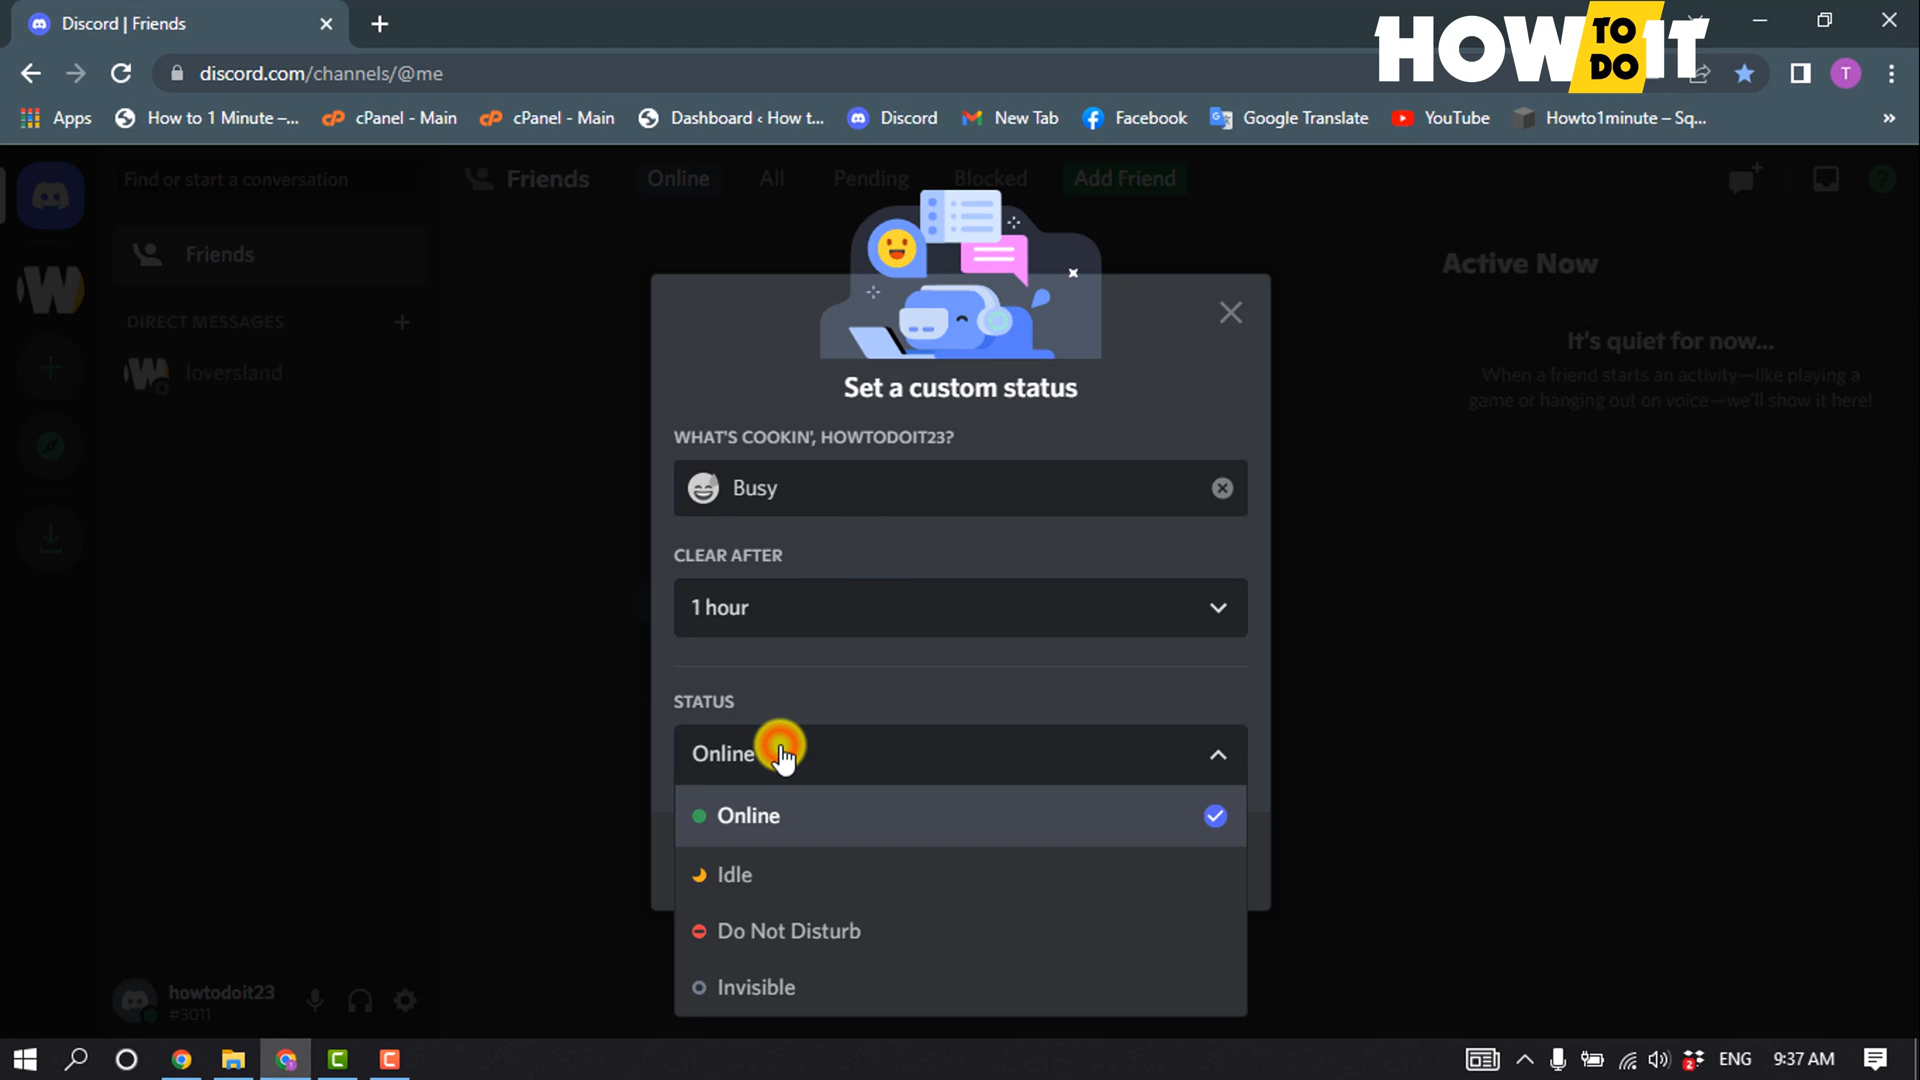 Discord | Friends
HOW TO DO IT
discord.com/channels/@me
T
Apps
How to 1 Minute –...
cPanel - Main
cPanel - Main
Dashboard ‹ How t...
Discord
New Tab
Facebook
Google Translate
YouTube
Howto1minute – Sq...
»
Find or start a conversation
Friends
Online
All
Pending
Blocked
Add Friend
Friends
DIRECT MESSAGES
loversland
Active Now
It's quiet for now...
When a friend starts an activity—like playing a
game or hanging out on voice—we'll show it here!
Set a custom status
WHAT'S COOKIN', HOWTODOIT23?
Busy
CLEAR AFTER
1 hour
STATUS
Online
Online
Idle
Do Not Disturb
Invisible
howtodoit23
#3011
2
ENG
9:37 AM